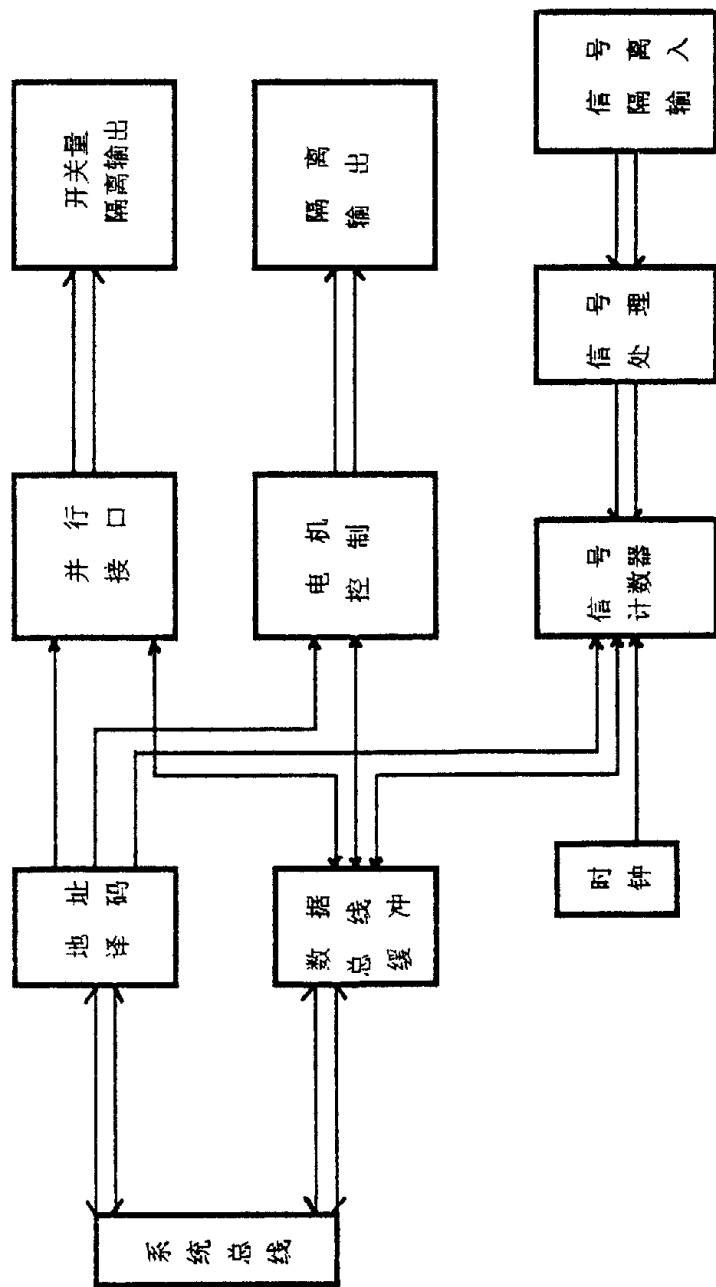 系统总线
地址
译码
并行
接口
开关量
隔离输出
数据
总线
缓冲
电机
控制
隔离
输出
时钟
信号
计数器
信号
处理
信号
隔离
输入